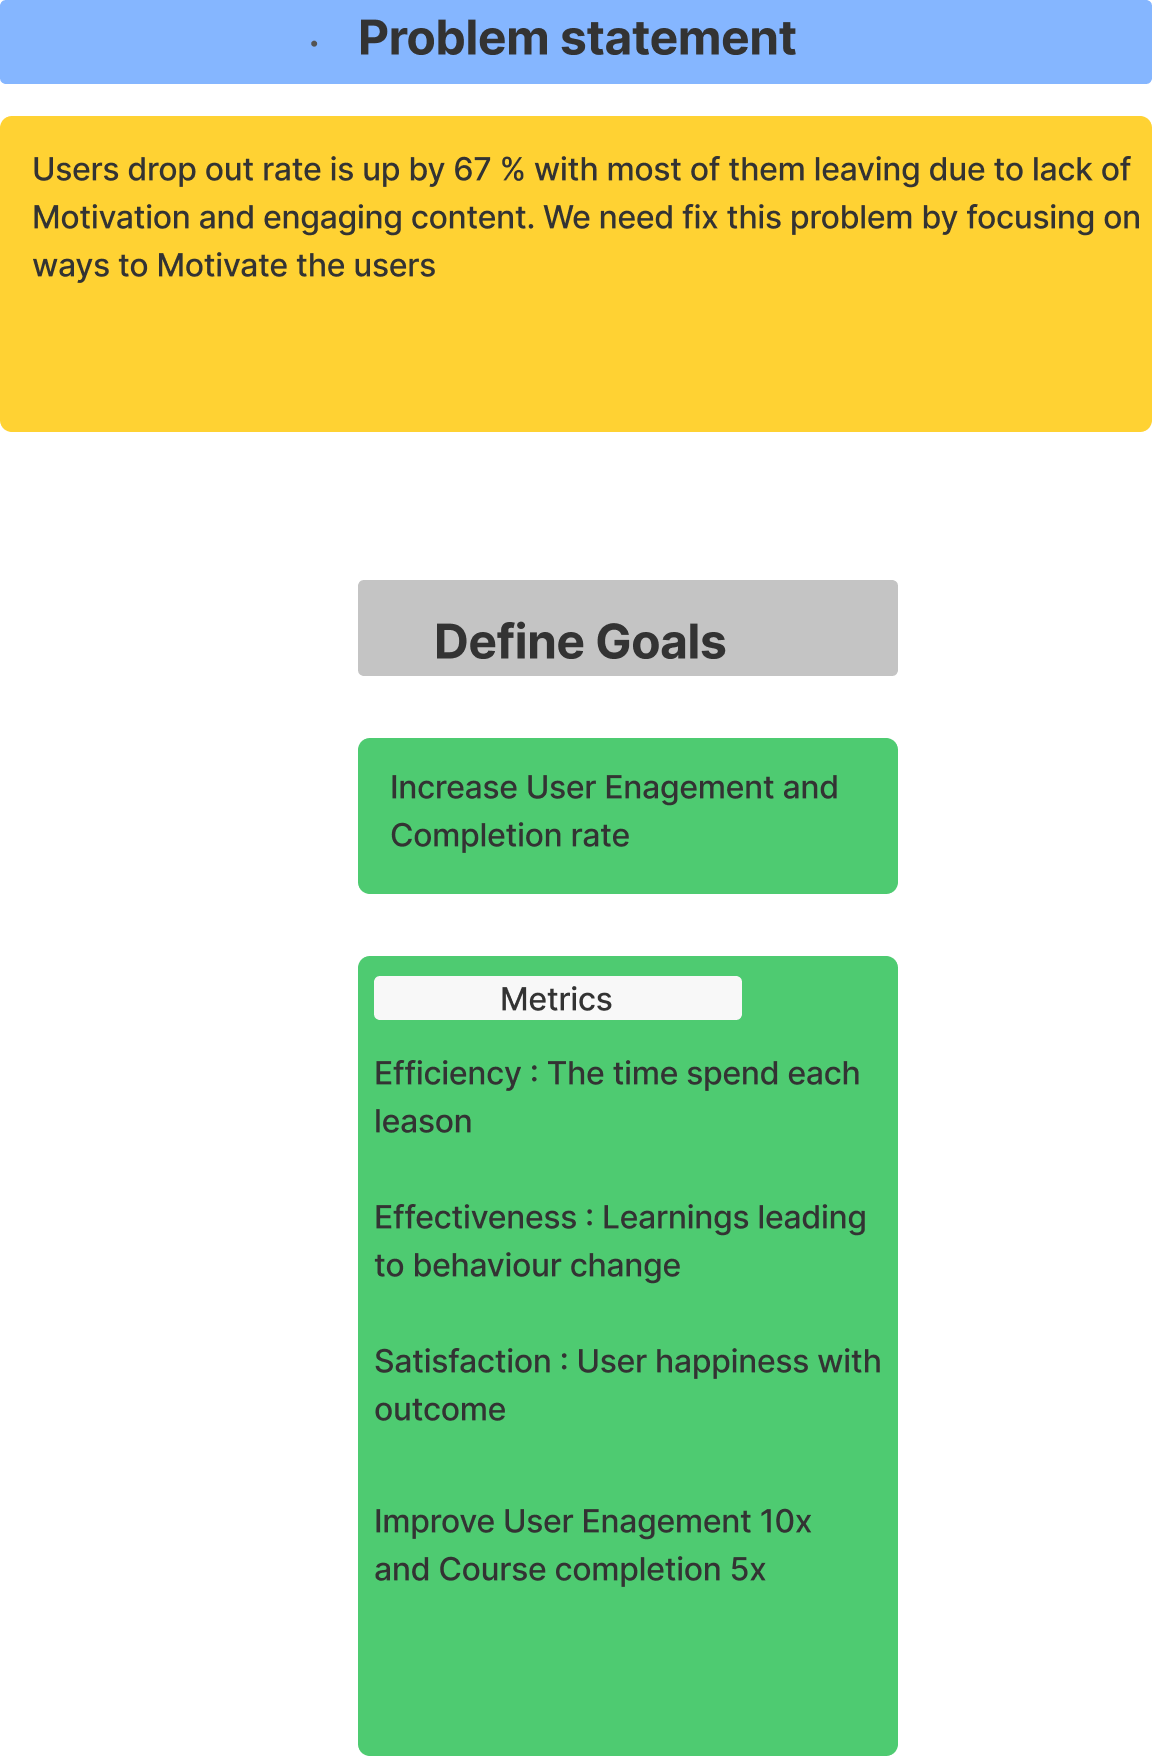 · Problem statement
Users drop out rate is up by 67 % with most of them leaving due to lack of
Motivation and engaging content. We need fix this problem by focusing on
ways to Motivate the users
Define Goals
Increase User Enagement and
Completion rate
Metrics
Efficiency : The time spend each
leason
Effectiveness : Learnings leading
to behaviour change
Satisfaction : User happiness with
outcome
Improve User Enagement 10x
and Course completion 5x